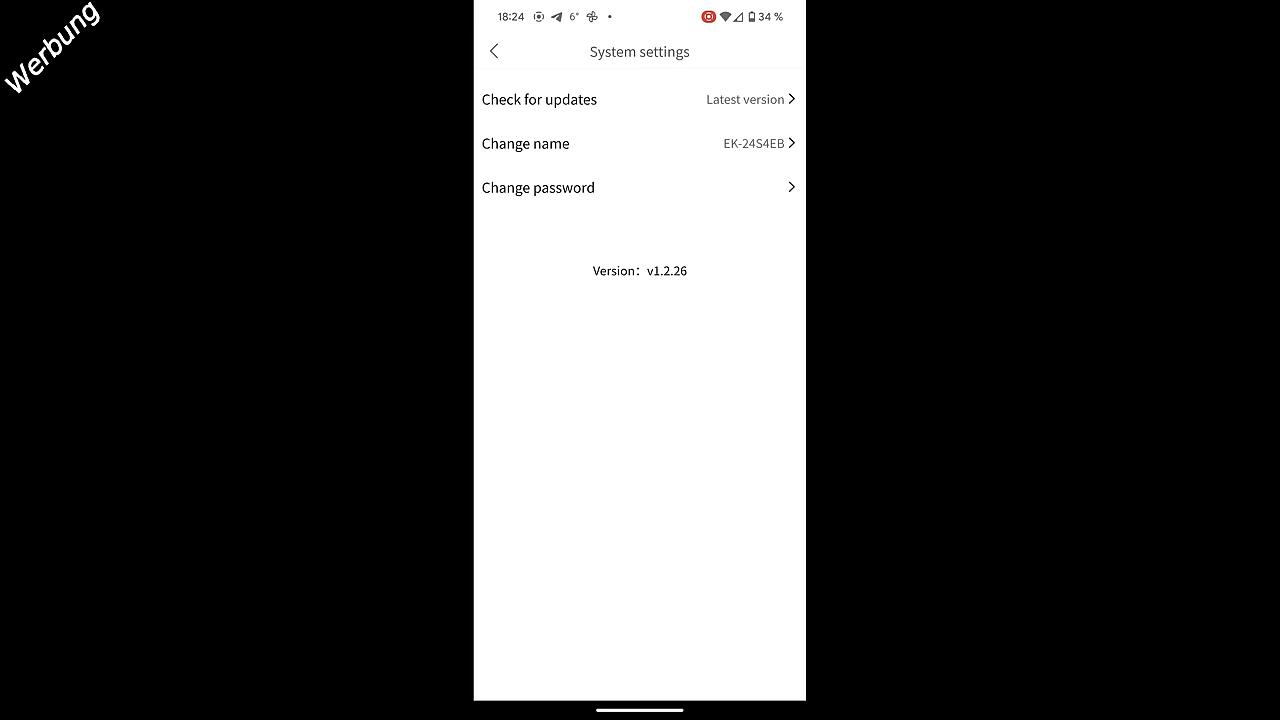 Werbung
18:24 6° 34 %
System settings
Check for updates Latest version
Change name EK-24S4EB
Change password
Version：v1.2.26